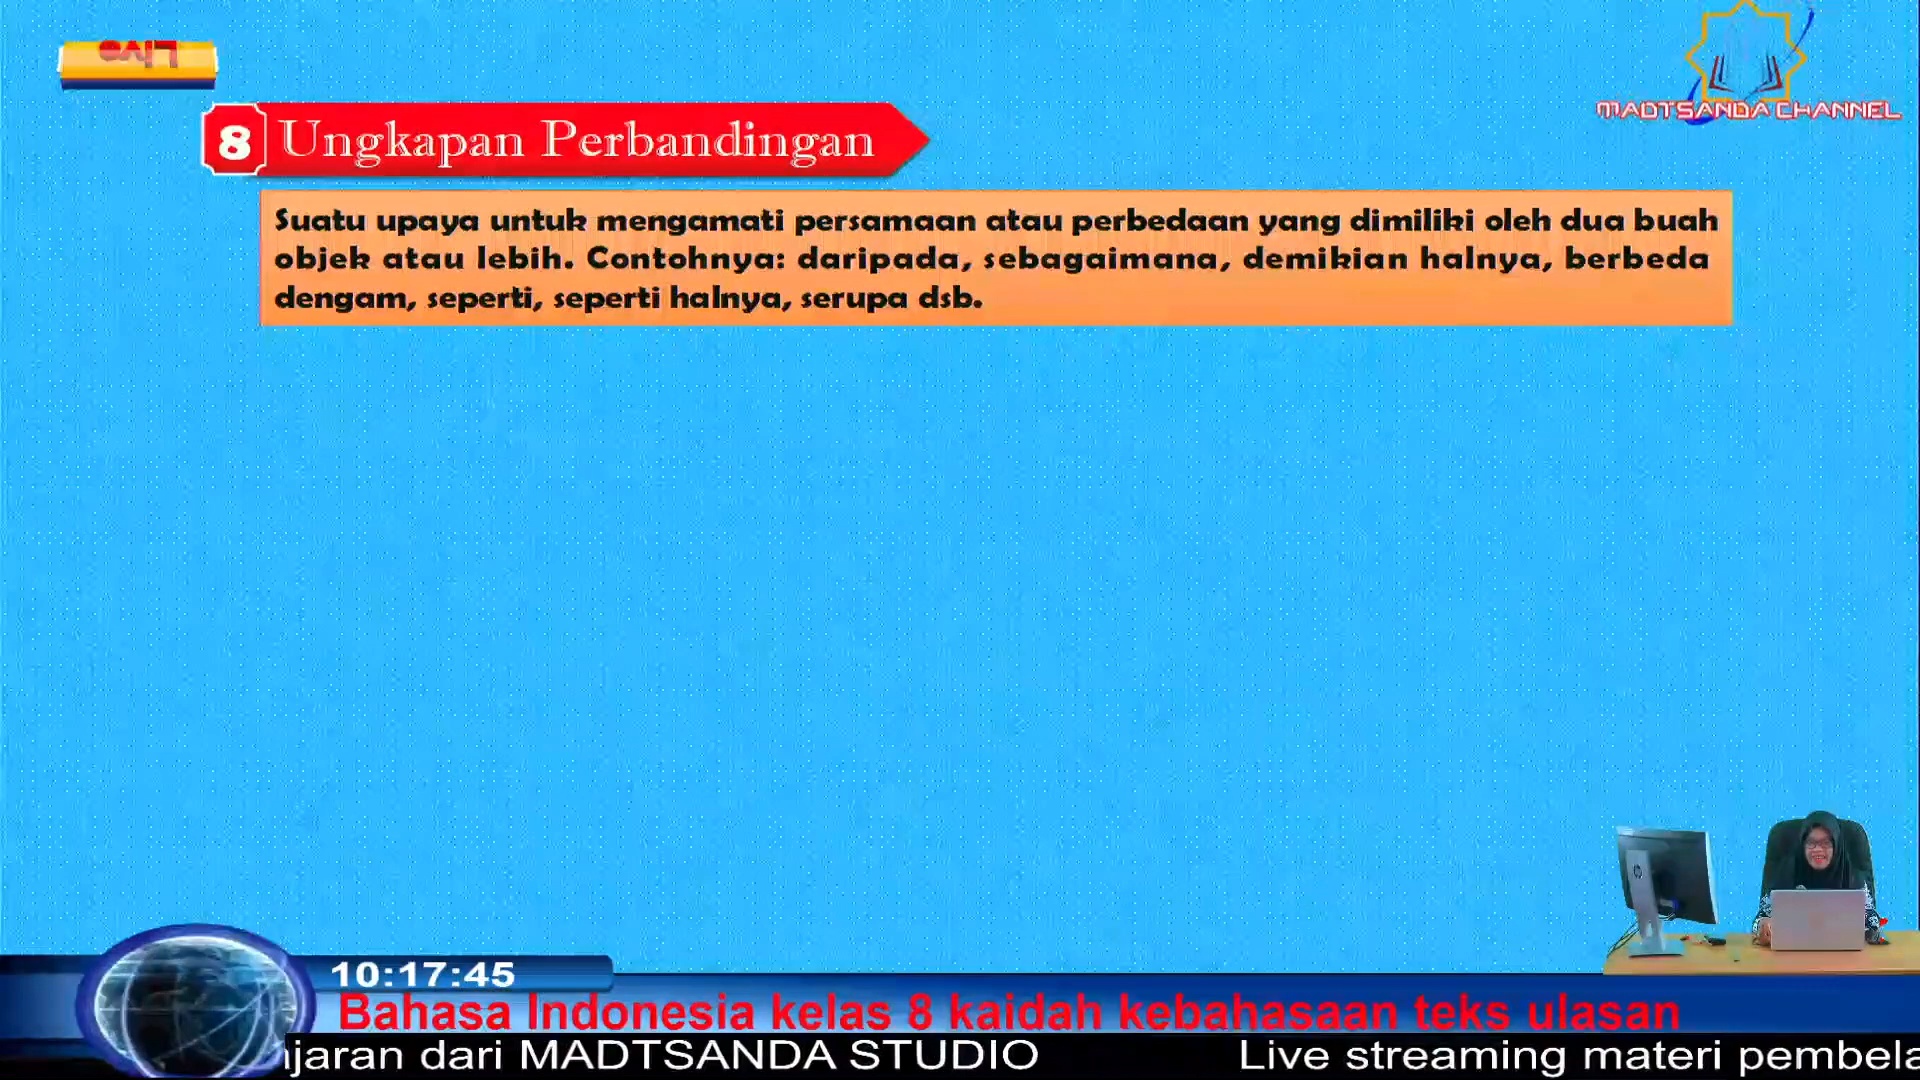 Live
MADTSANDA CHANNEL
8 Ungkapan Perbandingan
Suatu upaya untuk mengamati persamaan atau perbedaan yang dimiliki oleh dua buah
objek atau lebih. Contohnya: daripada, sebagaimana, demikian halnya, berbeda
dengam, seperti, seperti halnya, serupa dsb.
10:17:45
Bahasa Indonesia kelas 8 kaidah kebahasaan teks ulasan
njaran dari MADTSANDA STUDIO Live streaming materi pembela